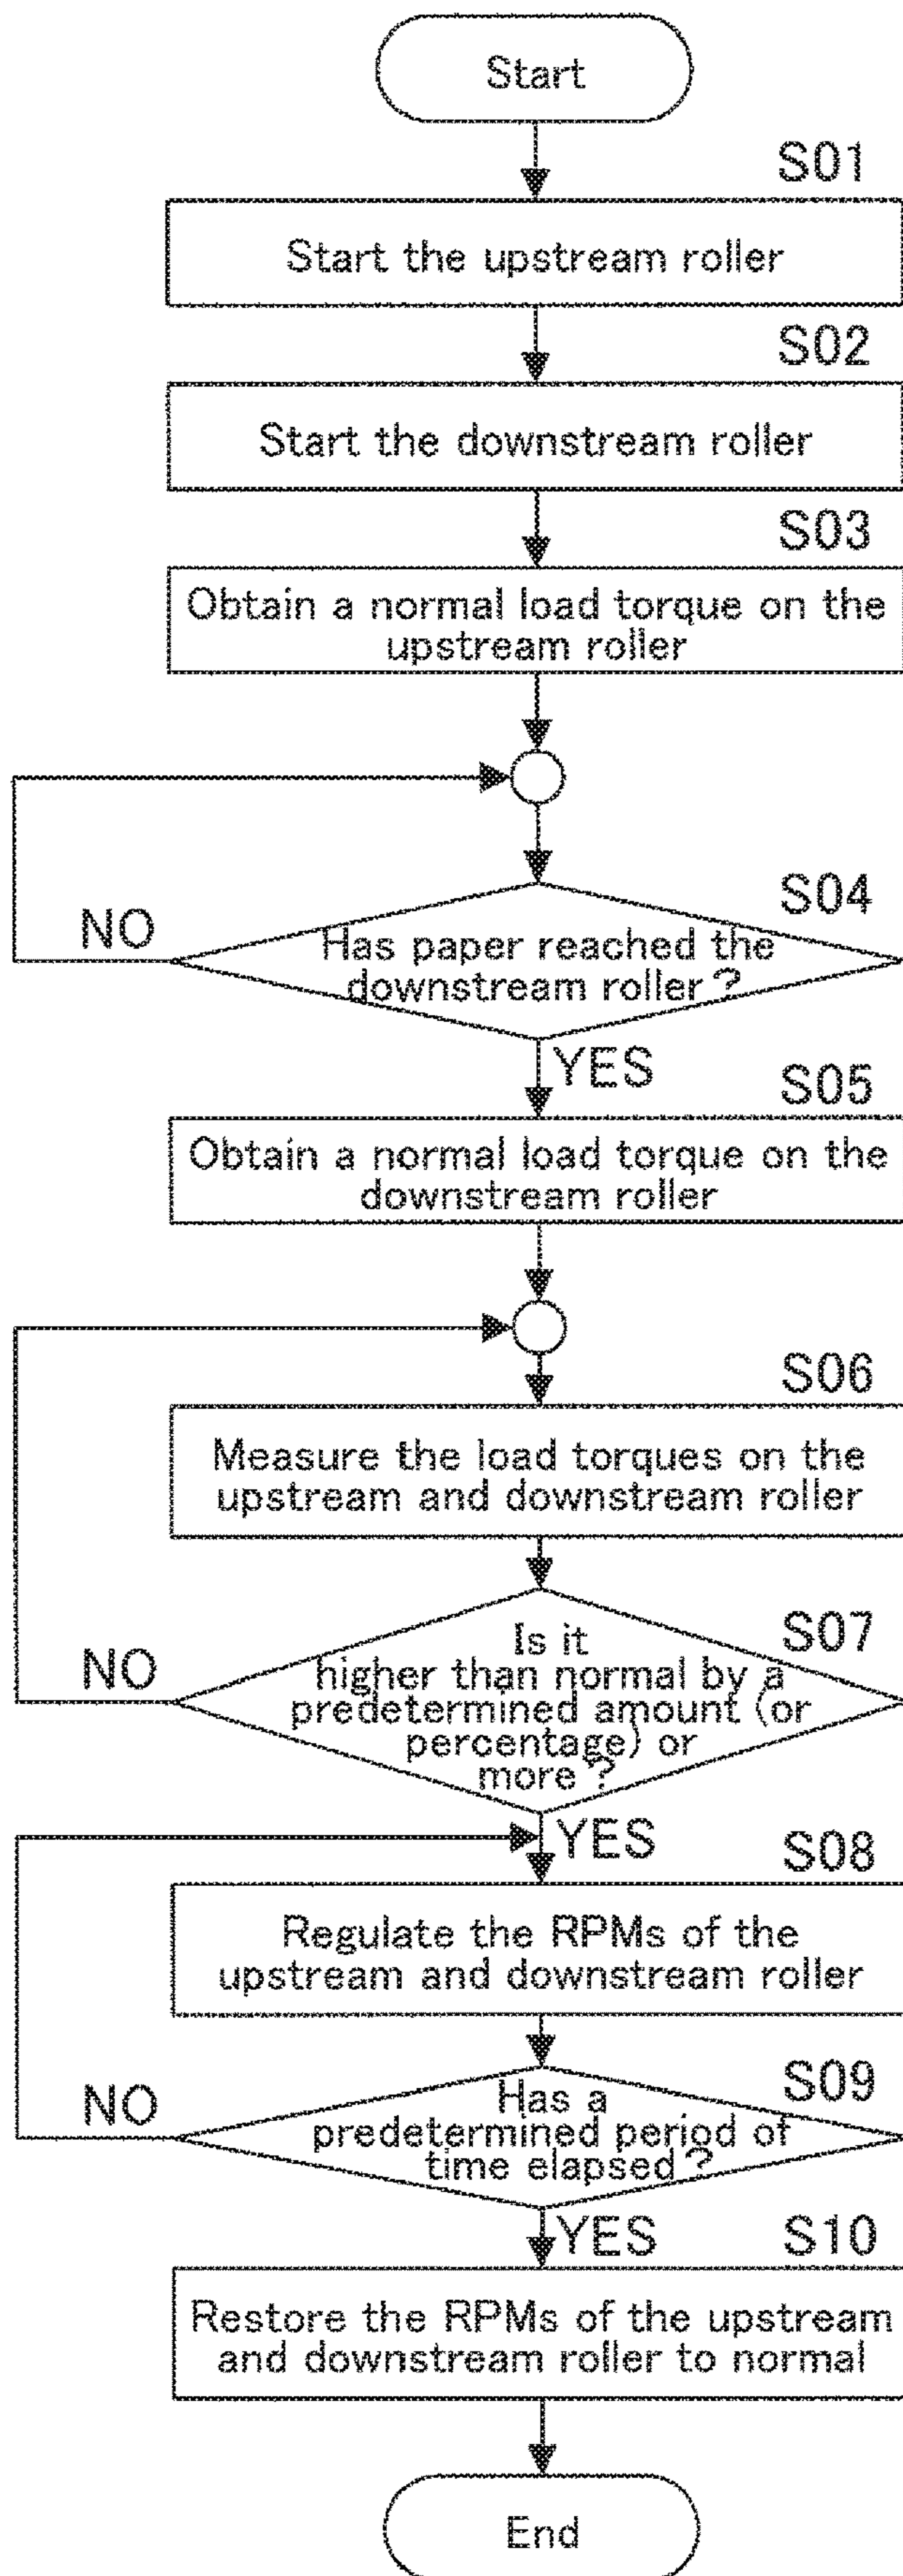 Start
S01
Start the upstream roller
S02
Start the downstream roller
S03
Obtain a normal load torque on the
upstream roller
S04
NO
Has paper reached the
downstream roller?
YES
S05
Obtain a normal load torque on the
downstream roller
S06
Measure the load torques on the
upstream and downstream roller
S07
NO
Is it
higher than normal by a
predetermined amount (or
percentage) or
more?
YES
S08
Regulate the RPMs of the
upstream and downstream roller
S09
NO
Has a
predetermined period of
time elapsed?
YES
S10
Restore the RPMs of the upstream
and downstream roller to normal
End